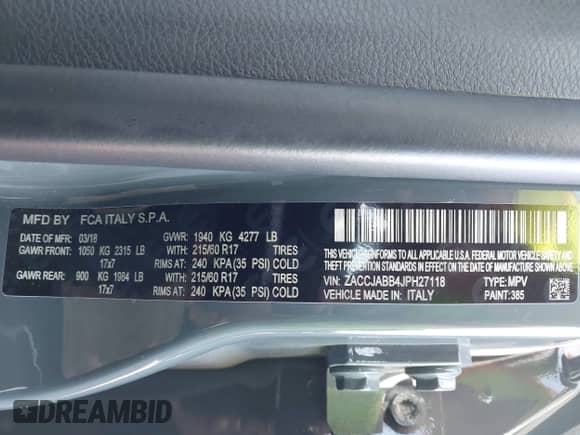 MFD BY FCA ITALY S.P.A.
DATE OF MFR: 03/18 GVWR: 1940 KG 4277 LB
GAWR FRONT: 1050 KG 2315 LB WITH: 215/60 R17 TIRES
17x7 RIMS AT: 240 KPA (35 PSI) COLD
GAWR REAR: 900 KG 1984 LB WITH: 215/60 R17 TIRES
17x7 RIMS AT: 240 KPA (35 PSI) COLD
THIS VEHICLE CONFORMS TO ALL APPLICABLE
FEDERAL MOTOR VEHICLE SAFETY
STANDARDS IN EFFECT ON THE DATE OF MANUFACTURE SHOWN ABOVE
VIN: ZACCJABB4JPH27118 TYPE: MPV
VEHICLE MADE IN: ITALY PAINT: 385
DREAMBID